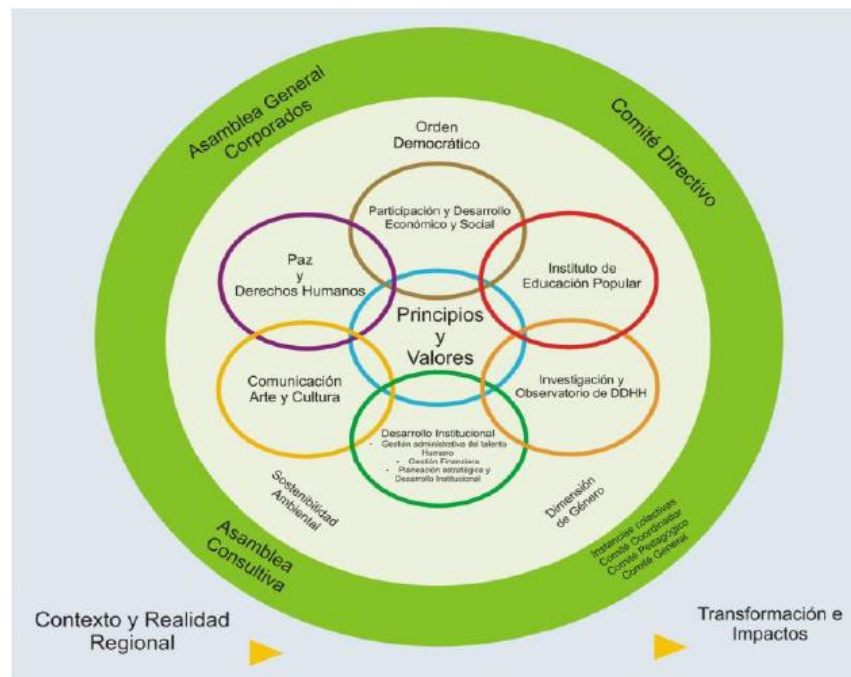 Asamblea General
Corporados
Comité Directivo
Orden
Democrático
Participación y Desarrollo
Económico y Social
Paz
y
Derechos Humanos
Instituto de
Educación Popular
Principios
y
Valores
Comunicación
Arte y Cultura
Investigación y
Observatorio de DDHH
Desarrollo Institucional
- Gestión administrativa del talento
Humano
- Gestión Financiera
- Planeación estratégica y
Desarrollo Institucional
Sostenibilidad
Ambiental
Dimensión
de Género
Asamblea
Consultiva
Instancias colectivas
Comité Coordinador
Comité Pedagógico
Comité General
Contexto y Realidad
Regional
Transformación e
Impactos